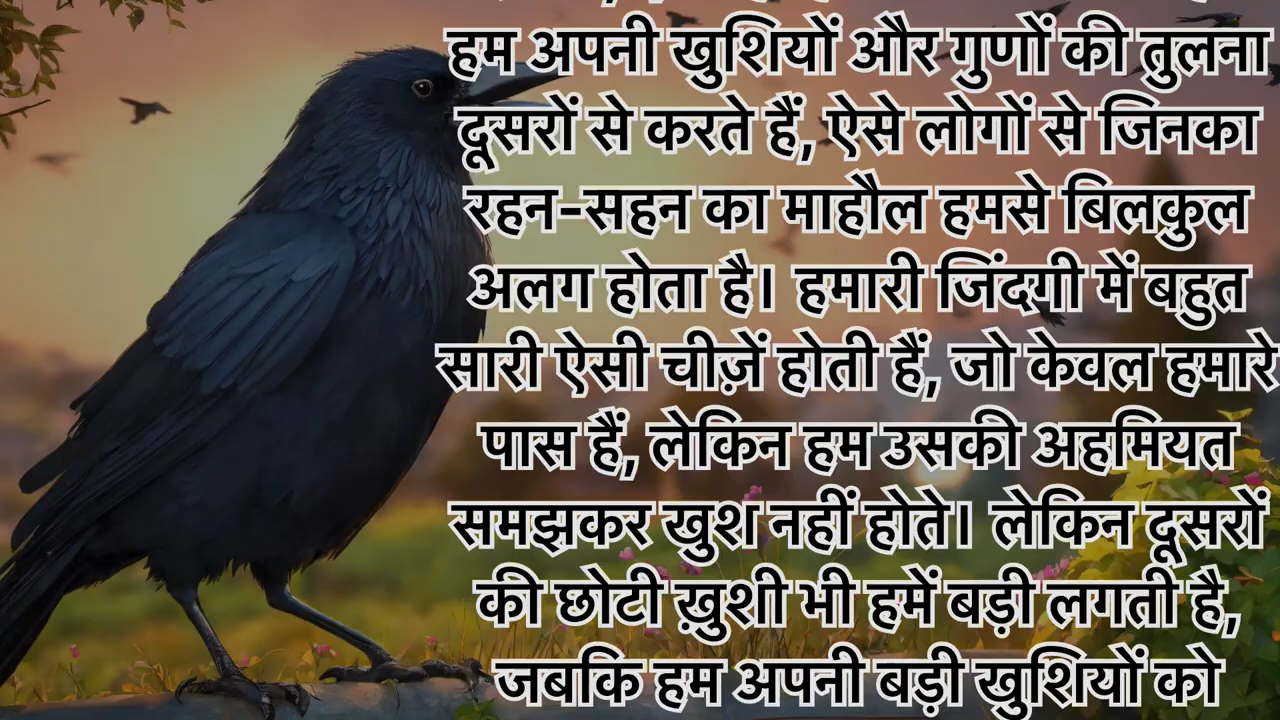 हम अपनी खुशियों और गुणों की तुलना
दूसरों से करते हैं, ऐसे लोगों से जिनका
रहन-सहन का माहौल हमसे बिलक़ुल
अलग होता है। हमारी जिंदगी में बहुत
सारी ऐसी चीज़ें होती हैं, जो केवल हमारे
पास हैं, लेकिन हम उसकी अहमियत
समझकर खुश नहीं होते। लेकिन दूसरों
की छोटी ख़ुशी भी हमें बड़ी लगती है,
जबकि हम अपनी बड़ी खुशियों को